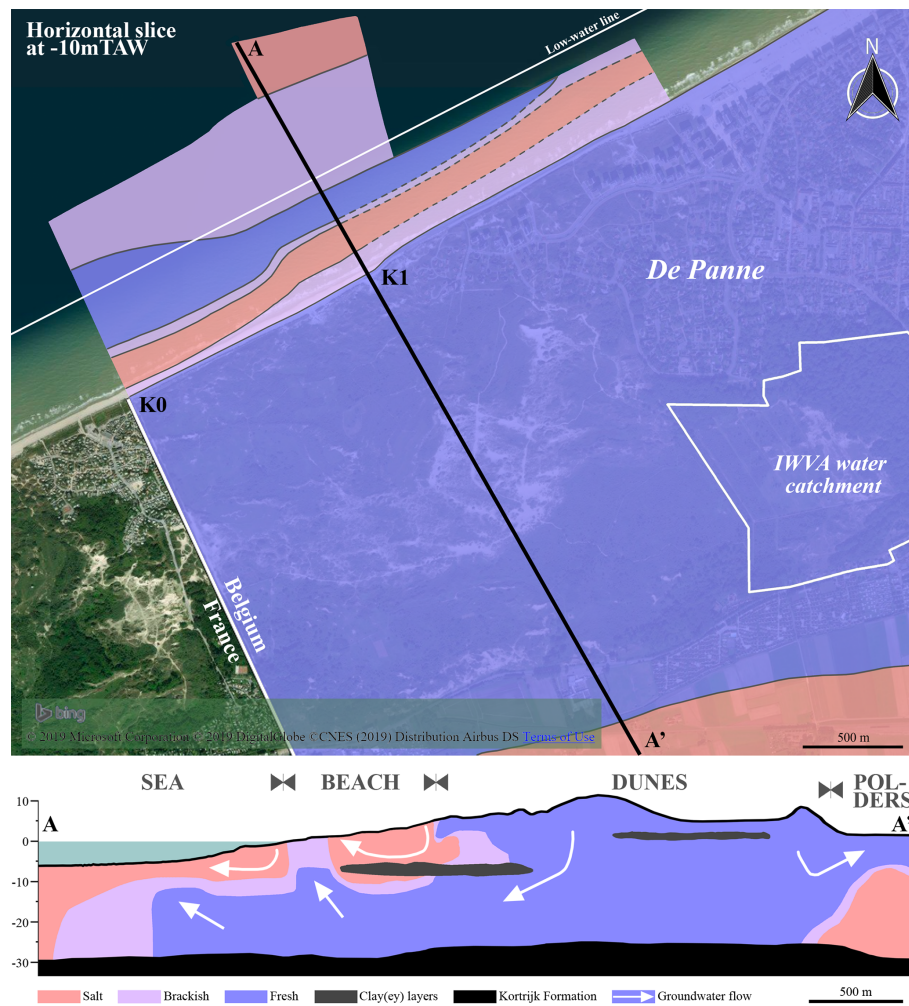 Horizontal slice
at -10mTAW
A
Low-water line
N
K1
De Panne
K0
IWVA water
catchment
Belgium
France
bing
© 2019 Microsoft Corporation © 2019 DigitalGlobe ©CNES (2019) Distribution Airbus DS Terms of Use
A’
500 m
SEA
BEACH
DUNES
POL-
DERS
10
A
A’
0
-10
-20
-30
Salt
Brackish
Fresh
Clay(ey) layers
Kortrijk Formation
Groundwater flow
500 m